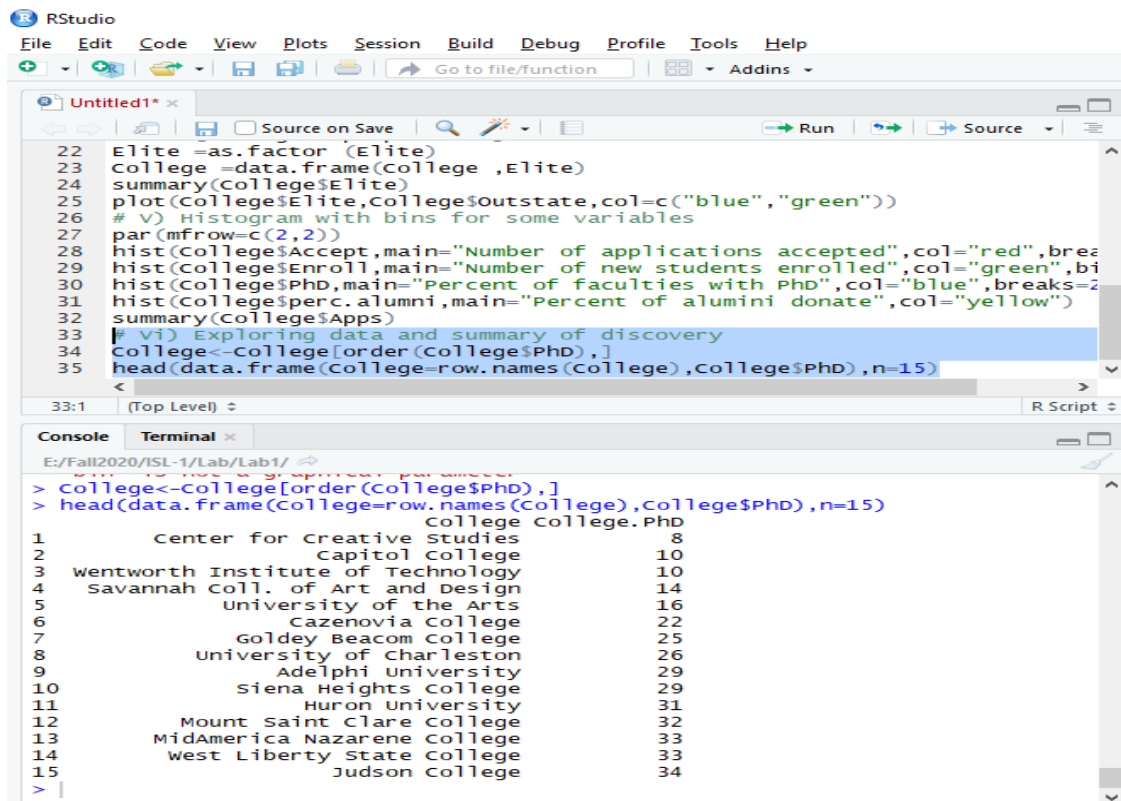 RStudio
File Edit Code View Plots Session Build Debug Profile Tools Help
Go to file/function Addins
Untitled1*
Source on Save Run Source
22 Elite =as.factor (Elite)
23 College =data.frame(College ,Elite)
24 summary(College$Elite)
25 plot(College$Elite,College$Outstate,col=c("blue","green"))
26 # V) Histogram with bins for some variables
27 par(mfrow=c(2,2))
28 hist(College$Accept,main="Number of applications accepted",col="red",brea
29 hist(College$Enroll,main="Number of new students enrolled",col="green",bi
30 hist(College$PhD,main="Percent of faculties with PhD",col="blue",breaks=2
31 hist(College$perc.alumni,main="Percent of alumini donate",col="yellow")
32 summary(College$Apps)
33 # Vi) Exploring data and summary of discovery
34 College<-College[order(College$PhD),]
35 head(data.frame(College=row.names(College),College$PhD),n=15)
33:1 (Top Level) R Script
Console Terminal
E:/Fall2020/ISL-1/Lab/Lab1/
is not a graphical parameter
> College<-College[order(College$PhD),]
> head(data.frame(College=row.names(College),College$PhD),n=15)
College College.PhD
1 Center for Creative Studies 8
2 Capitol College 10
3 Wentworth Institute of Technology 10
4 Savannah Coll. of Art and Design 14
5 University of the Arts 16
6 Cazenovia College 22
7 Goldey Beacom College 25
8 University of Charleston 26
9 Adelphi University 29
10 Siena Heights College 29
11 Huron University 31
12 Mount Saint Clare College 32
13 MidAmerica Nazarene College 33
14 West Liberty State College 33
15 Judson College 34
>